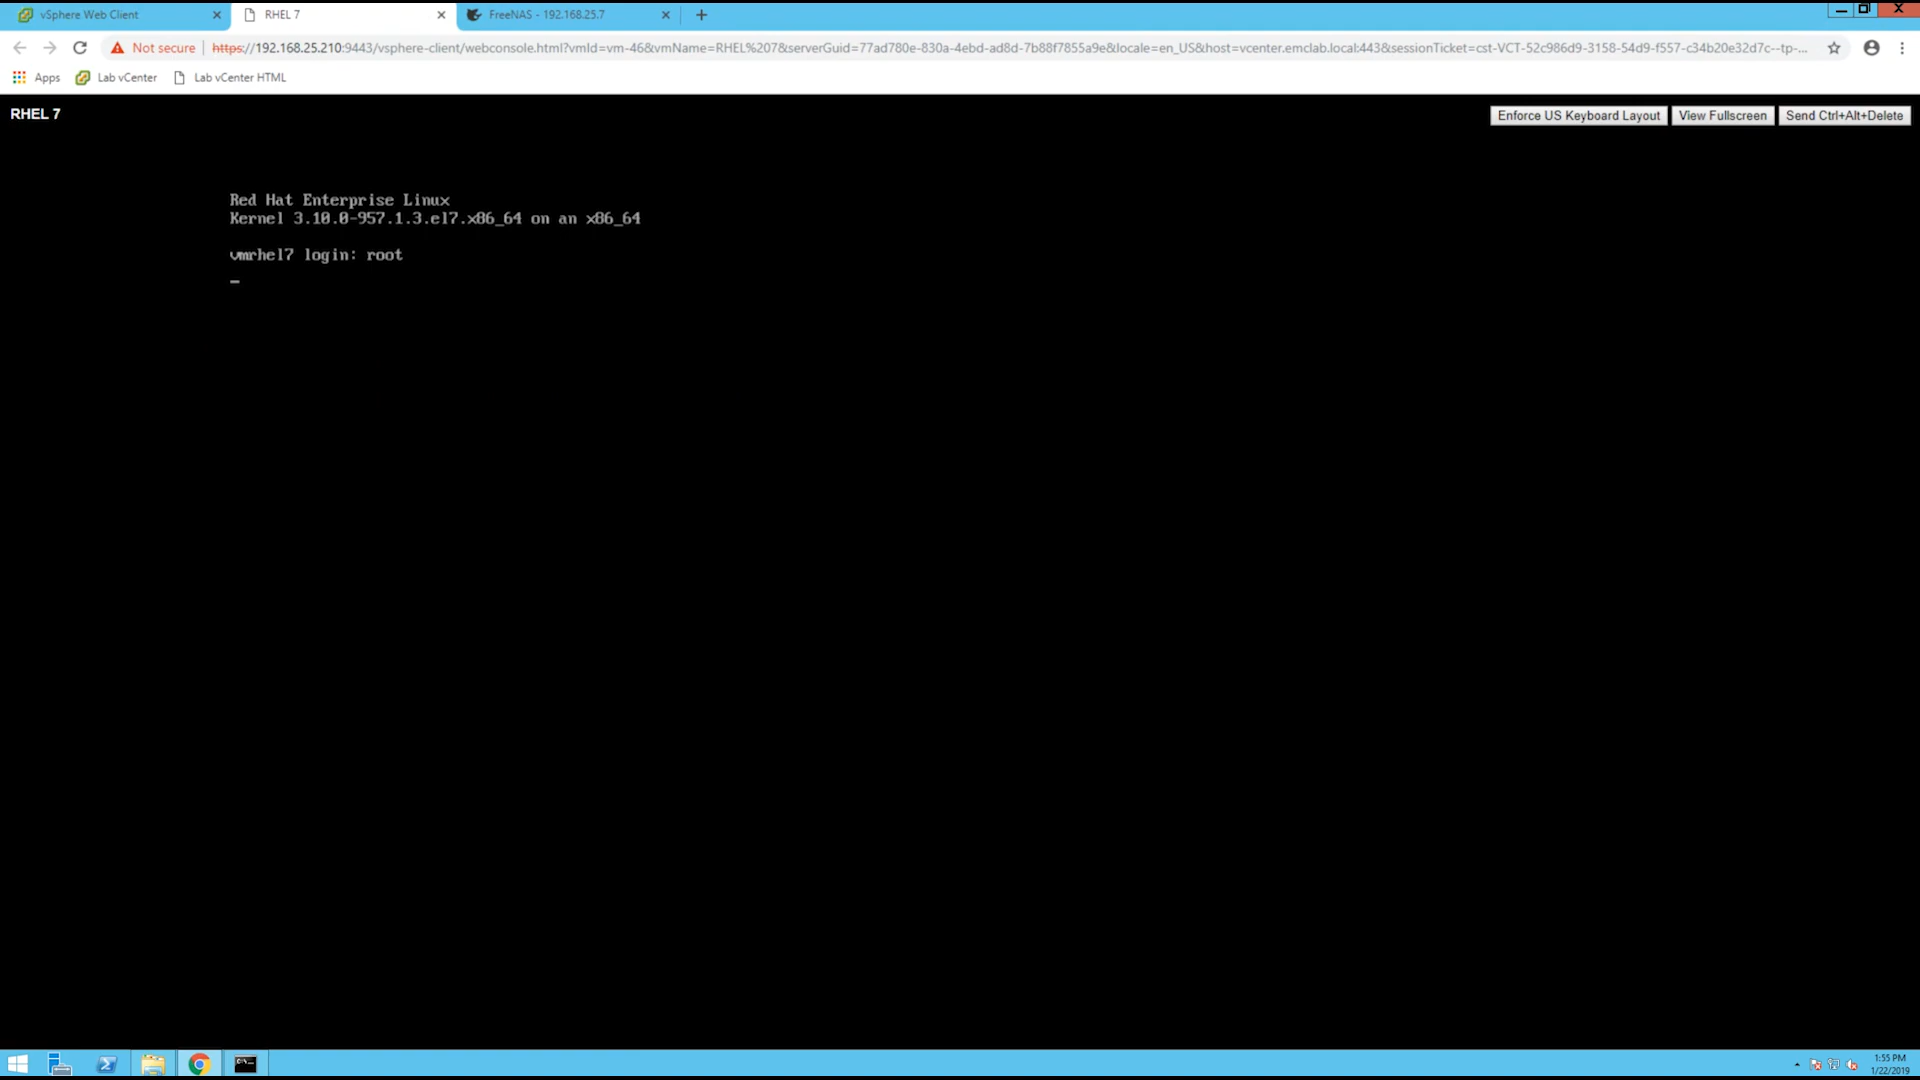 vSphere Web Client
RHEL 7
FreeNAS - 192.168.25.7
Not secure
https://192.168.25.210:9443/vsphere-client/webconsole.html?vmId=vm-46&vmName=RHEL%207&serverGuid=77ad780e-830a-4ebd-ad8d-7b88f7855a9e&locale=en_US&host=vcenter.emclab.local:443&sessionTicket=cst-VCT-52c986d9-3158-54d9-f557-c34b20e32d7c--tp-...
Apps
Lab vCenter
Lab vCenter HTML
RHEL 7
Enforce US Keyboard Layout
View Fullscreen
Send Ctrl+Alt+Delete
Red Hat Enterprise Linux
Kernel 3.10.0-957.1.3.el7.x86_64 on an x86_64
vmrhel7 login: root
1:55 PM
1/22/2019